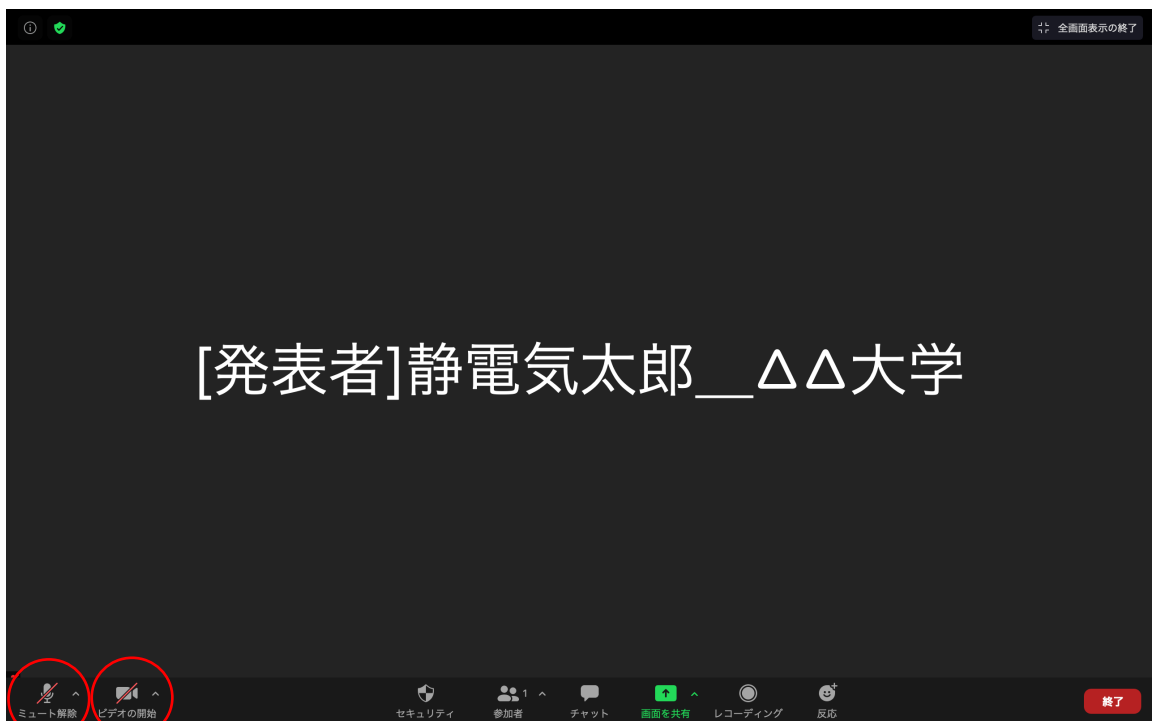 全画面表示の終了
[発表者]静電気太郎__△△大学
ミュート解除
ビデオの開始
セキュリティ
1
参加者
チャット
画面を共有
レコーディング
反応
終了